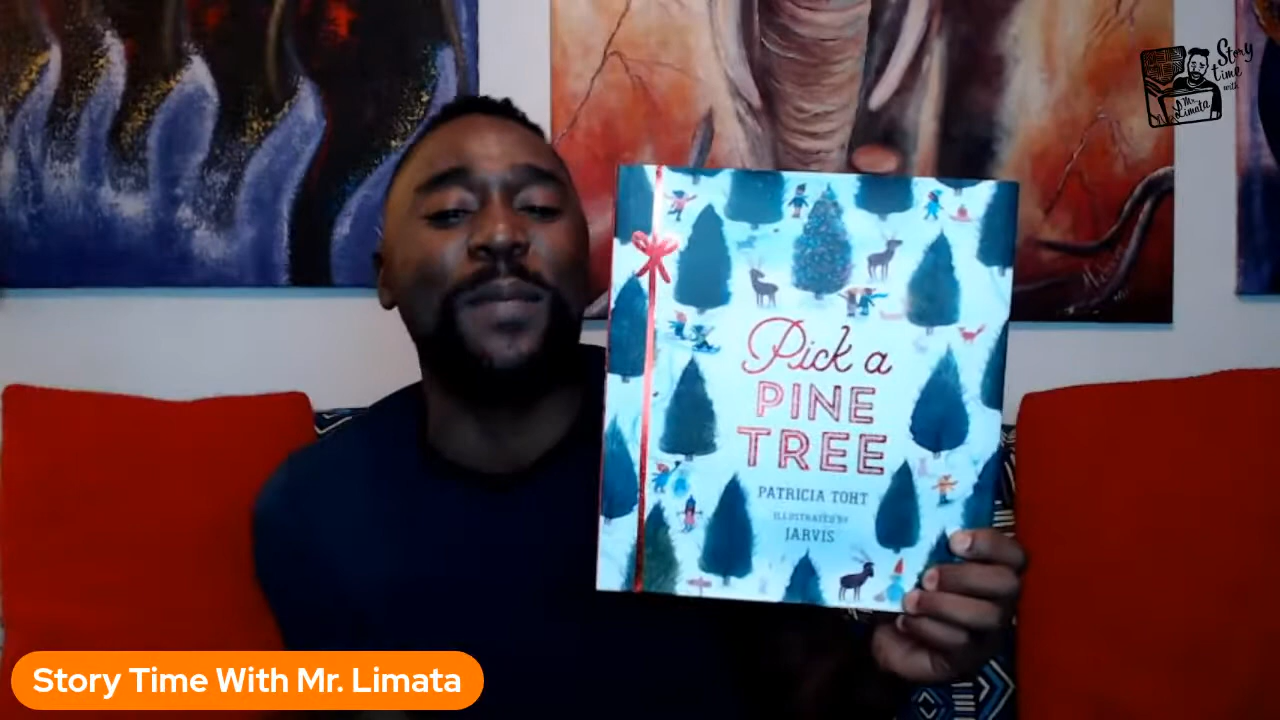 Story
time
with
Mr.
Limata
Pick a
PINE
TREE
PATRICIA TOHT
ILLUSTRATED BY
JARVIS
Story Time With Mr. Limata